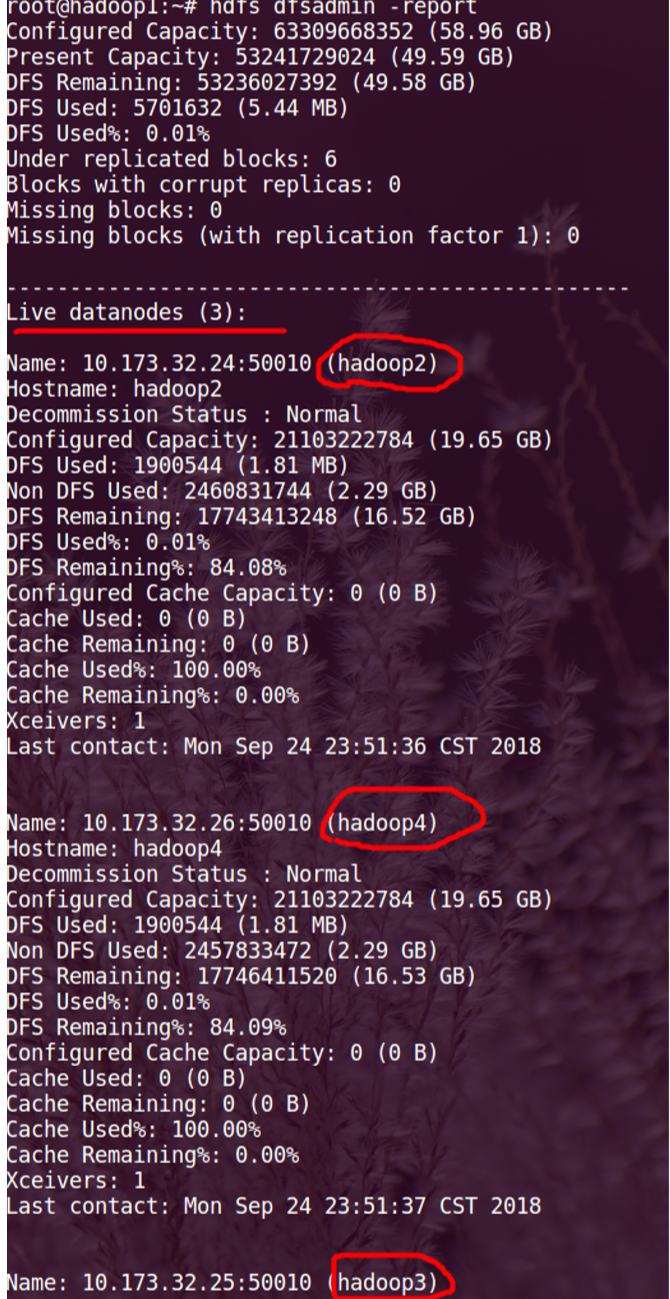 root@hadoop1:~# hdfs dfsadmin -report
Configured Capacity: 63309668352 (58.96 GB)
Present Capacity: 53241729024 (49.59 GB)
DFS Remaining: 53236027392 (49.58 GB)
DFS Used: 5701632 (5.44 MB)
DFS Used%: 0.01%
Under replicated blocks: 6
Blocks with corrupt replicas: 0
Missing blocks: 0
Missing blocks (with replication factor 1): 0
-------------------------------------------------
Live datanodes (3):
Name: 10.173.32.24:50010 (hadoop2)
Hostname: hadoop2
Decommission Status : Normal
Configured Capacity: 21103222784 (19.65 GB)
DFS Used: 1900544 (1.81 MB)
Non DFS Used: 2460831744 (2.29 GB)
DFS Remaining: 17743413248 (16.52 GB)
DFS Used%: 0.01%
DFS Remaining%: 84.08%
Configured Cache Capacity: 0 (0 B)
Cache Used: 0 (0 B)
Cache Remaining: 0 (0 B)
Cache Used%: 100.00%
Cache Remaining%: 0.00%
Xceivers: 1
Last contact: Mon Sep 24 23:51:36 CST 2018
Name: 10.173.32.26:50010 (hadoop4)
Hostname: hadoop4
Decommission Status : Normal
Configured Capacity: 21103222784 (19.65 GB)
DFS Used: 1900544 (1.81 MB)
Non DFS Used: 2457833472 (2.29 GB)
DFS Remaining: 17746411520 (16.53 GB)
DFS Used%: 0.01%
DFS Remaining%: 84.09%
Configured Cache Capacity: 0 (0 B)
Cache Used: 0 (0 B)
Cache Remaining: 0 (0 B)
Cache Used%: 100.00%
Cache Remaining%: 0.00%
Xceivers: 1
Last contact: Mon Sep 24 23:51:37 CST 2018
Name: 10.173.32.25:50010 (hadoop3)